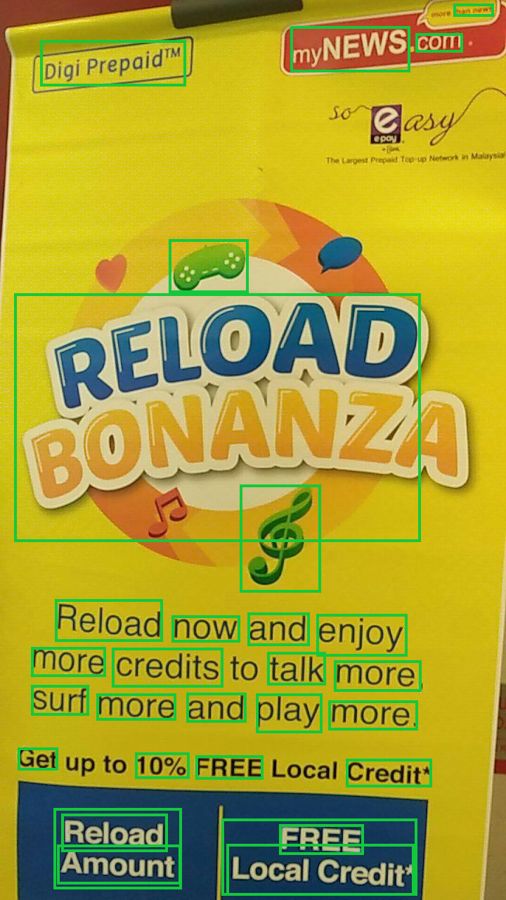 more than news
Digi Prepaid™
myNEWS.com
so easy
e
e-pay
The Largest Prepaid Top-up Network in Malaysia!
RELOAD
BONANZA
Reload now and enjoy
more credits to talk more,
surf more and play more.
Get up to 10% FREE Local Credit*
Reload
Amount
FREE
Local Credit*